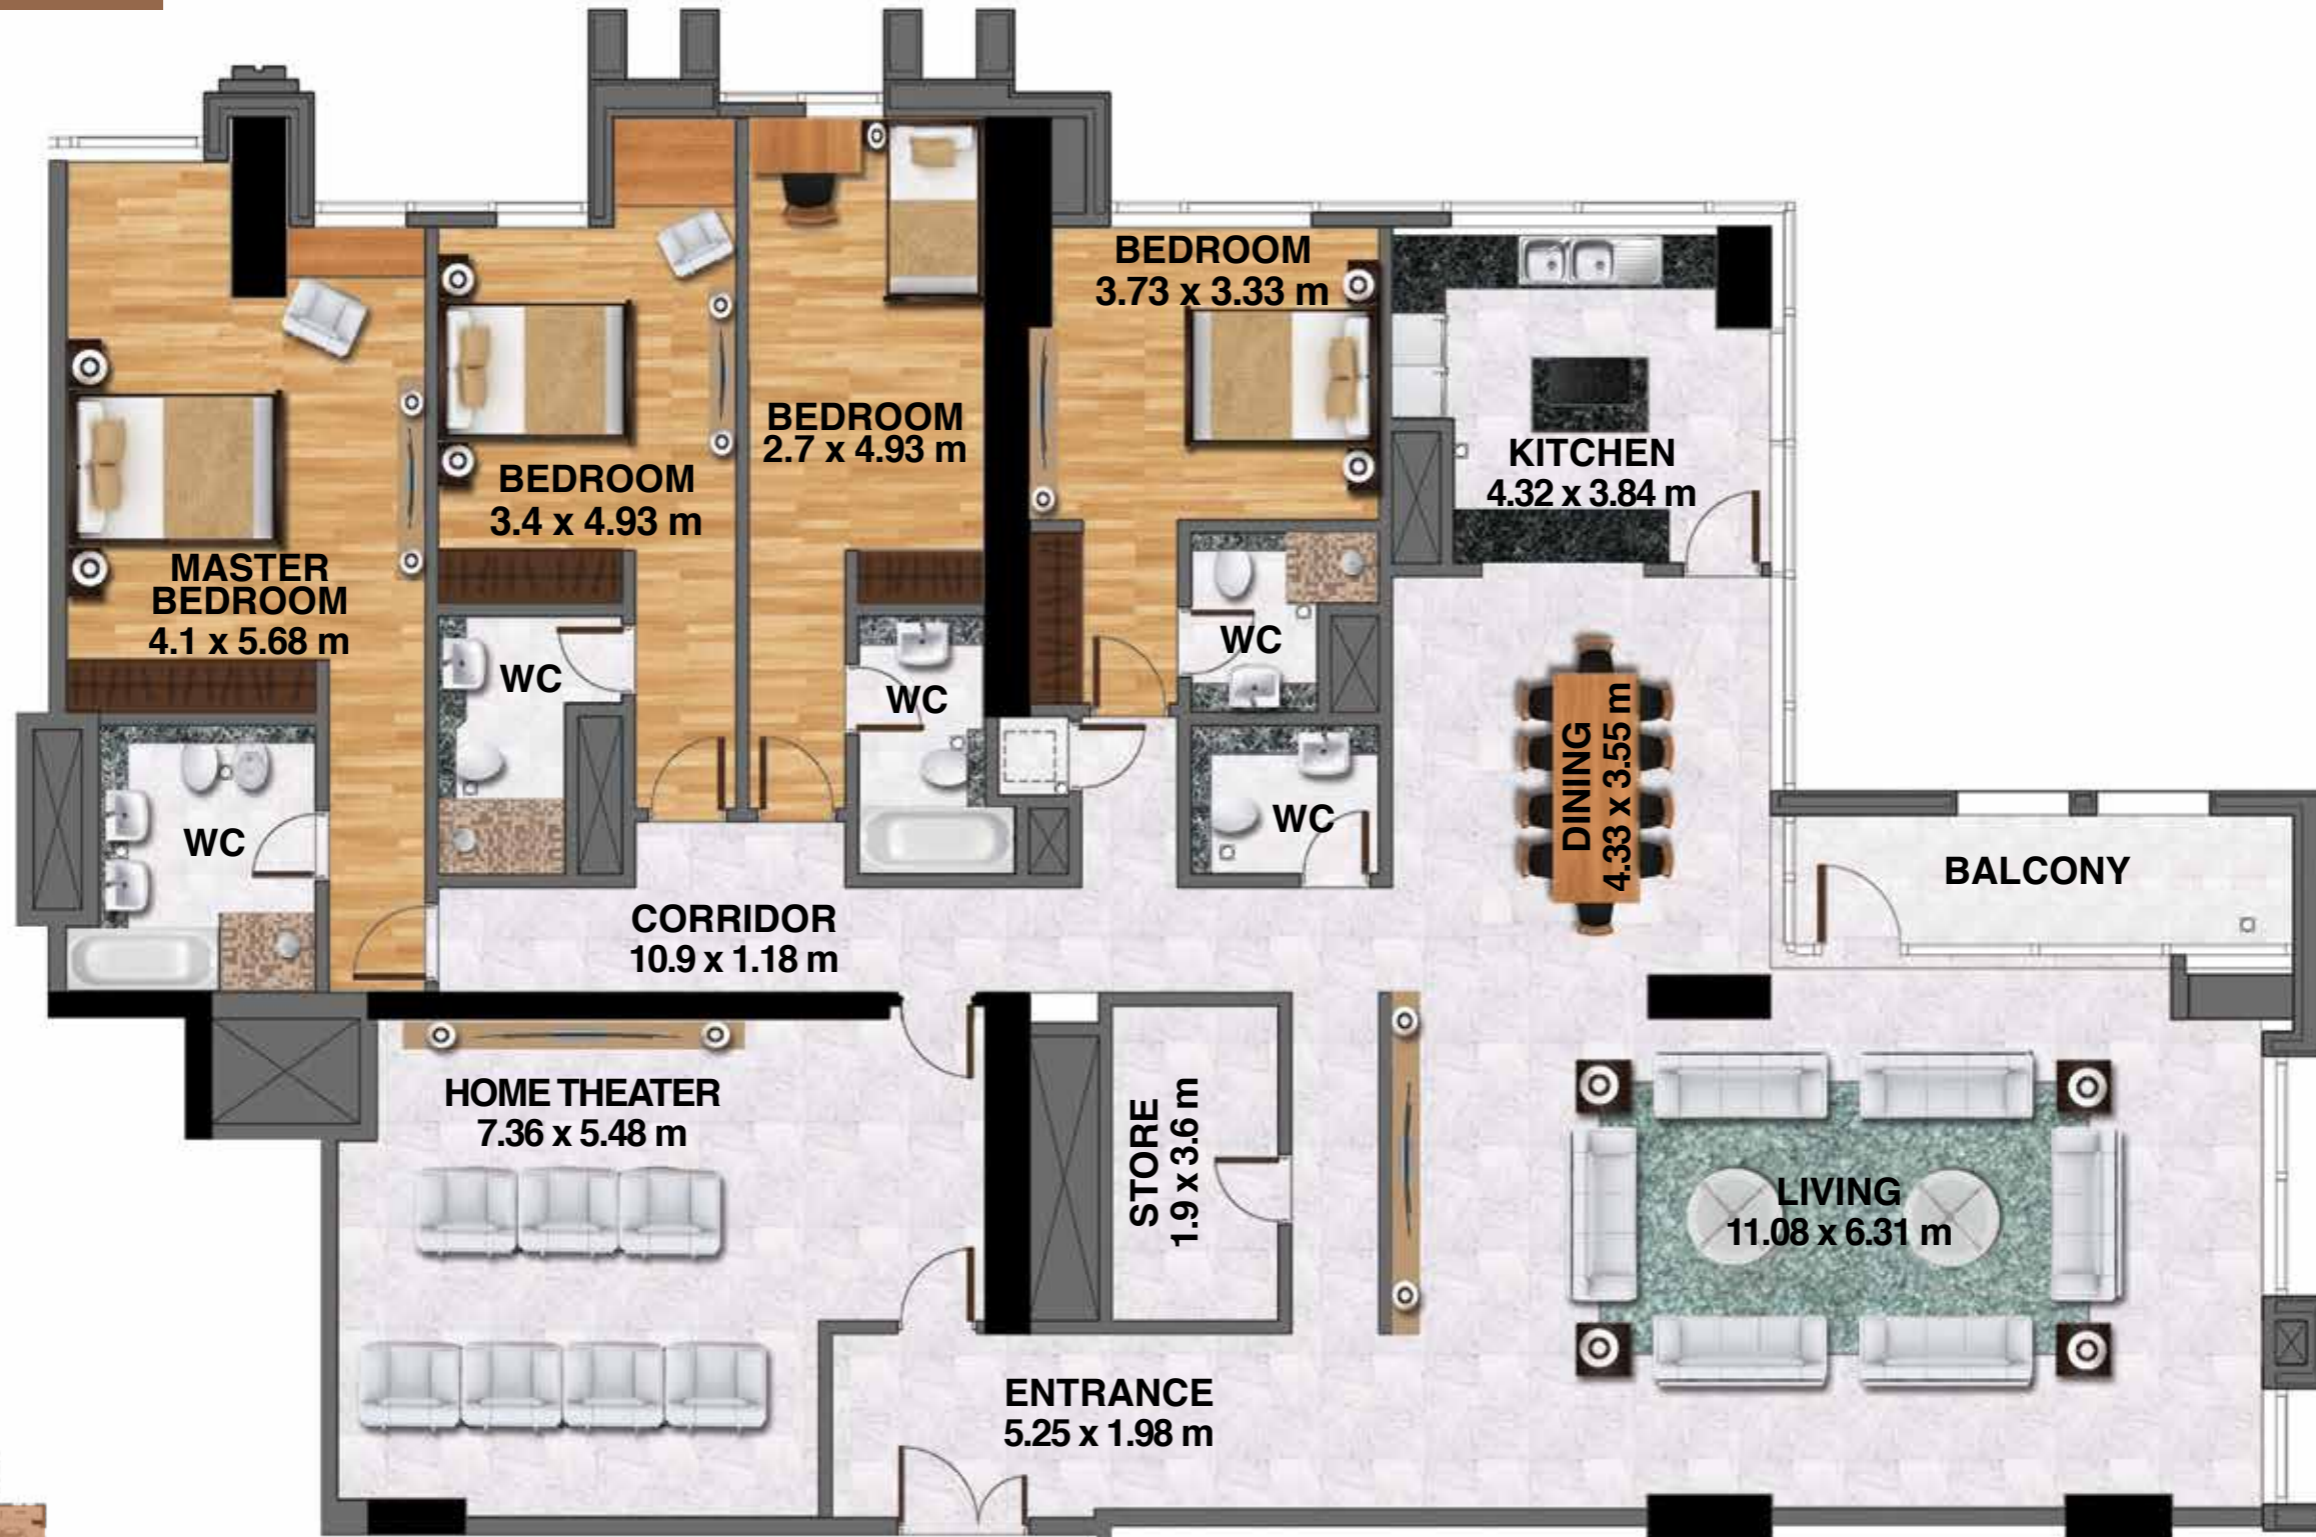 BEDROOM
3.73 x 3.33 m
BEDROOM
2.7 x 4.93 m
KITCHEN
4.32 x 3.84 m
BEDROOM
3.4 x 4.93 m
MASTER
BEDROOM
4.1 x 5.68 m
WC
WC
WC
WC
WC
DINING
4.33 x 3.55 m
BALCONY
CORRIDOR
10.9 x 1.18 m
HOME THEATER
7.36 x 5.48 m
STORE
1.9 x 3.6 m
LIVING
11.08 x 6.31 m
ENTRANCE
5.25 x 1.98 m